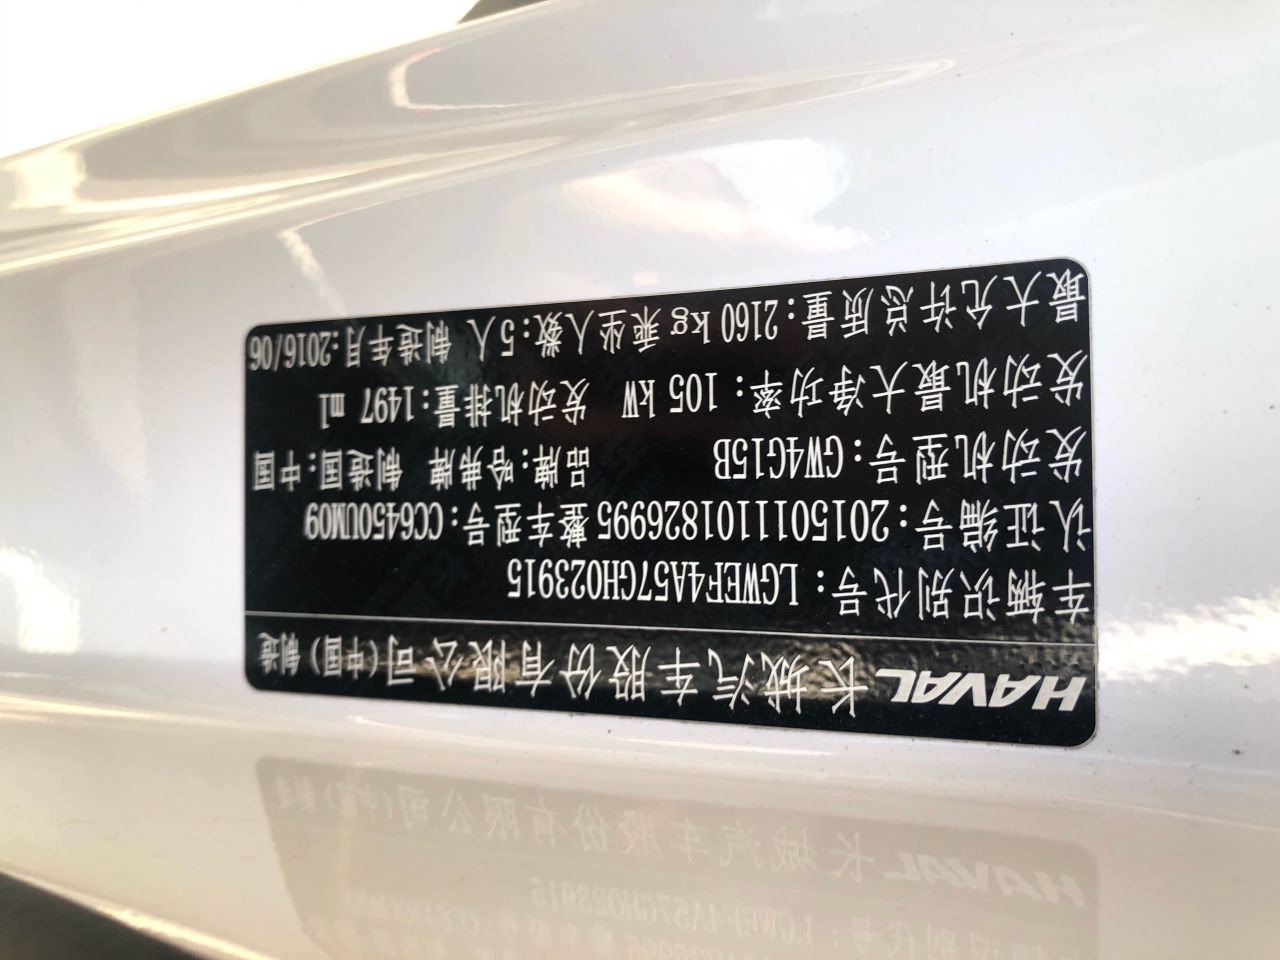 HAVAL 长城汽车股份有限公司(中国)制造
车辆识别代号：LGWEF4A57GH023915
认证编号：2015011101826995 整车型号：CC6450UM09
发动机型号：GW4G15B 品牌：哈弗牌 制造国：中国
发动机最大净功率：105 kW 发动机排量：1497 ml
最大允许总质量：2160 kg 乘坐人数：5人 制造年月：2016/06